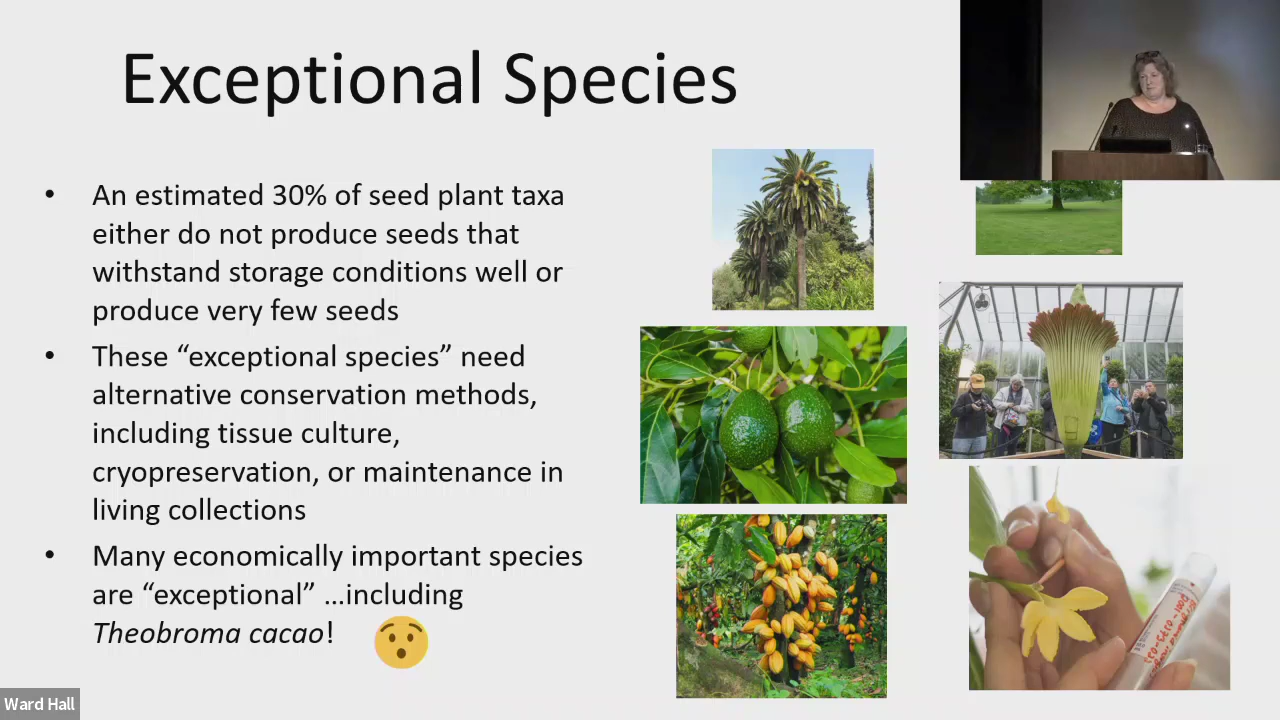 Exceptional Species
• An estimated 30% of seed plant taxa
either do not produce seeds that
withstand storage conditions well or
produce very few seeds
• These “exceptional species” need
alternative conservation methods,
including tissue culture,
cryopreservation, or maintenance in
living collections
• Many economically important species
are “exceptional” …including
Theobroma cacao!
Ward Hall